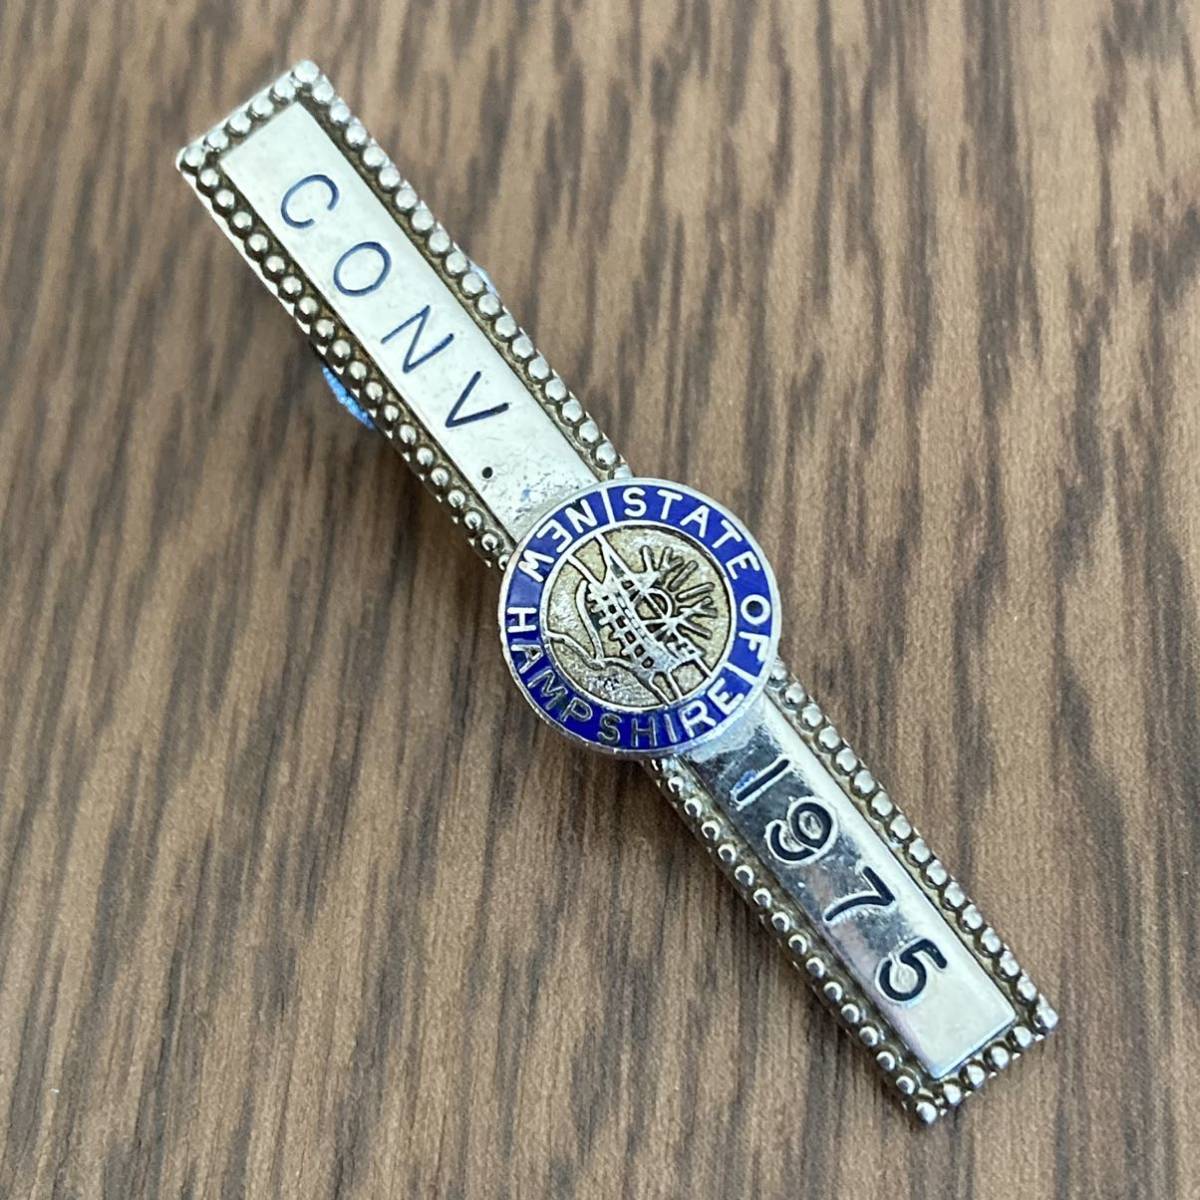 CONV.
STATE OF
NEW HAMPSHIRE
1975